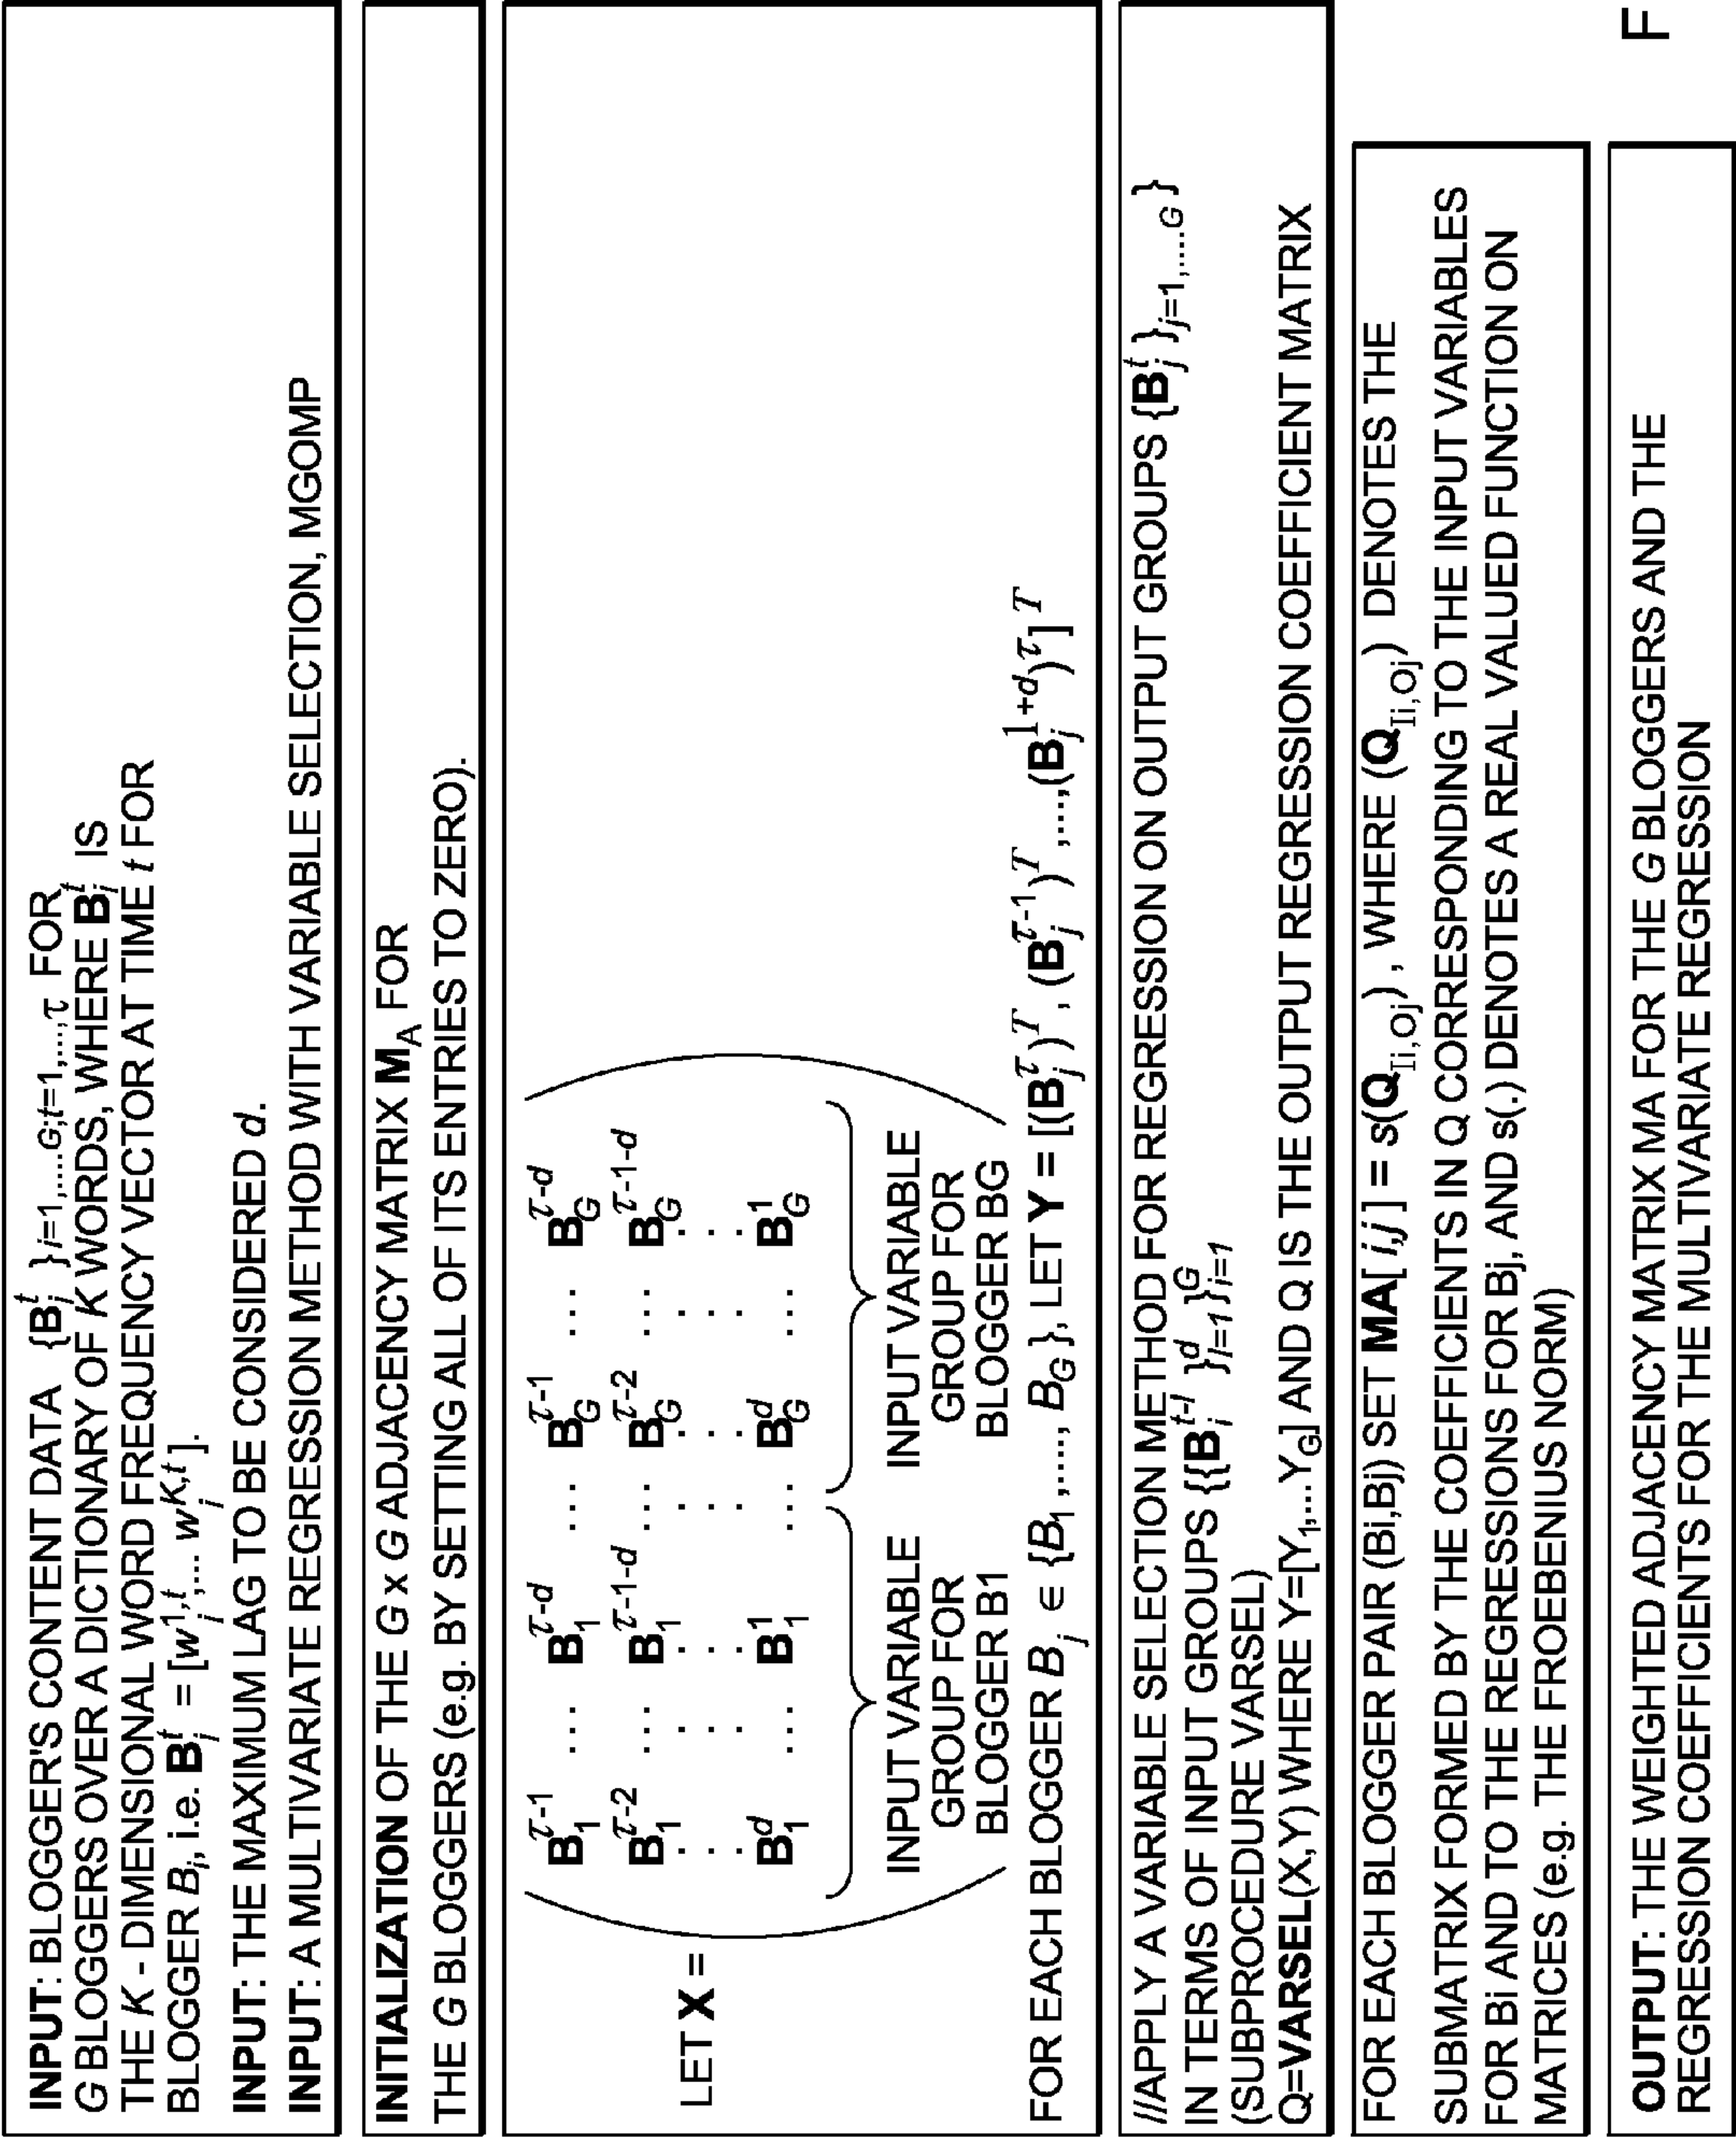 INPUT: BLOGGER'S CONTENT DATA {B_i^t}_{i=1,....G;t=1,...,τ} FOR
G BLOGGERS OVER A DICTIONARY OF K WORDS, WHERE B_i^t IS
THE K - DIMENSIONAL WORD FREQUENCY VECTOR AT TIME t FOR
BLOGGER B_i, i.e. B_i^t = [w_i^{1,t},... w_i^{K,t}].
INPUT: THE MAXIMUM LAG TO BE CONSIDERED d.
INPUT: A MULTIVARIATE REGRESSION METHOD WITH VARIABLE SELECTION, MGOMP
INITIALIZATION OF THE G x G ADJACENCY MATRIX M_A FOR
THE G BLOGGERS (e.g. BY SETTING ALL OF ITS ENTRIES TO ZERO).
B_1^{τ-1} ... B_1^{τ-d} ... B_G^{τ-1} ... B_G^{τ-d}
B_1^{τ-2} ... B_1^{τ-1-d} ... B_G^{τ-2} ... B_G^{τ-1-d}
LET X =
B_1^d ... B_1^1 ... B_G^d ... B_G^1
INPUT VARIABLE GROUP FOR BLOGGER B1
INPUT VARIABLE GROUP FOR BLOGGER BG
FOR EACH BLOGGER B_j ∈ {B_1,....., B_G}, LET Y = [(B_j^τ)^T, (B_j^{τ-1})^T,....,(B_j^{1+d})^τ]^T
//APPLY A VARIABLE SELECTION METHOD FOR REGRESSION ON OUTPUT GROUPS {B_j^t}_{j=1,.....G}
IN TERMS OF INPUT GROUPS {{B_i^{t-l}}_{l=1}^d}_{i=1}^G
(SUBPROCEDURE VARSEL)
Q=VARSEL(X,Y) WHERE Y=[Y_1,...Y_G] AND Q IS THE OUTPUT REGRESSION COEFFICIENT MATRIX
FOR EACH BLOGGER PAIR (Bi,Bj) SET MA[i,j] = s(Q_{Ii,Oj}), WHERE (Q_{Ii,Oj}) DENOTES THE
SUBMATRIX FORMED BY THE COEFFICIENTS IN Q CORRESPONDING TO THE INPUT VARIABLES
FOR Bi AND TO THE REGRESSIONS FOR Bj, AND s(.) DENOTES A REAL VALUED FUNCTION ON
MATRICES (e.g. THE FROEBENIUS NORM)
OUTPUT: THE WEIGHTED ADJACENCY MATRIX MA FOR THE G BLOGGERS AND THE
REGRESSION COEFFICIENTS FOR THE MULTIVARIATE REGRESSION
F